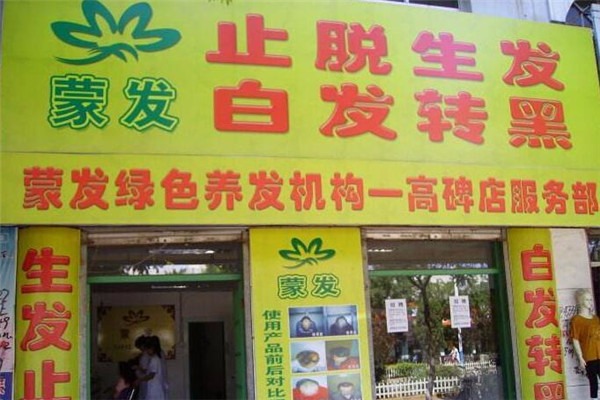 止脱生发
蒙发
白发转黑
蒙发绿色养发机构一高碑店服务部
生发止
蒙发
使用产品前后对比
白发转黑